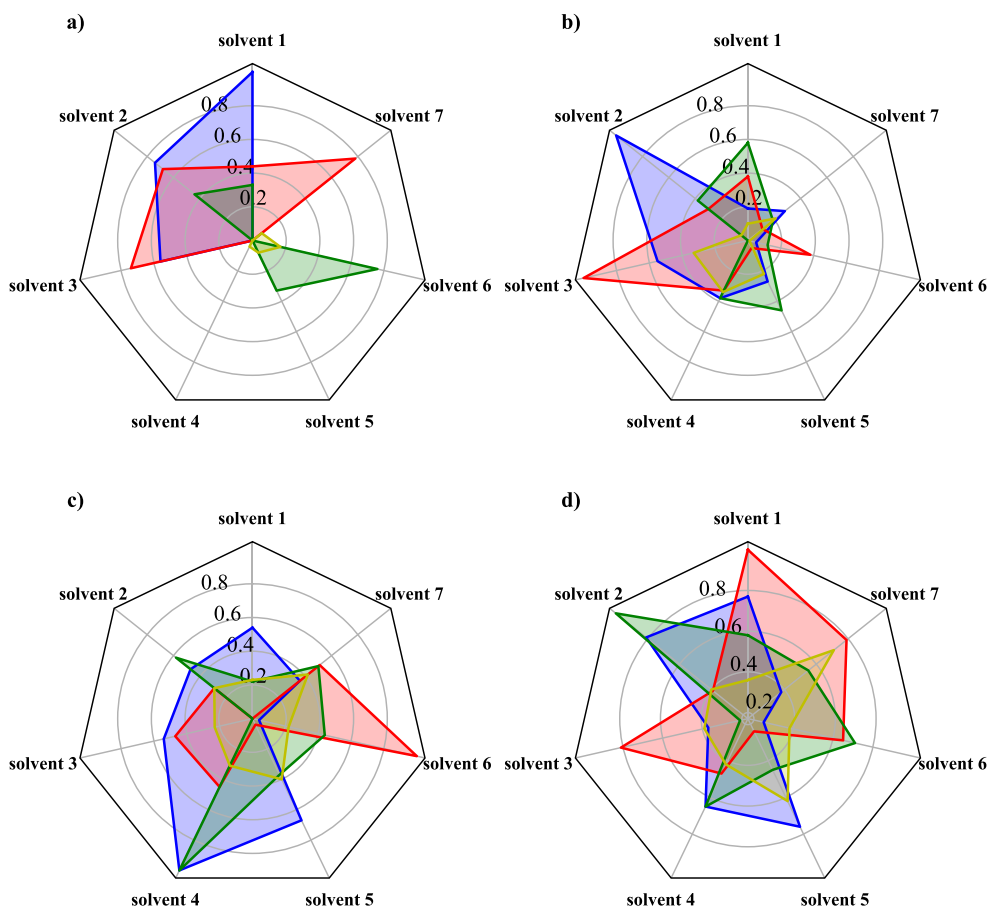 a)
solvent 1
solvent 2
0.8
solvent 7
0.6
0.4
0.2
solvent 3
solvent 6
solvent 4
solvent 5
b)
solvent 1
solvent 2
0.8
solvent 7
0.6
0.4
0.2
solvent 3
solvent 6
solvent 4
solvent 5
c)
solvent 1
solvent 2
0.8
solvent 7
0.6
0.4
0.2
solvent 3
solvent 6
solvent 4
solvent 5
d)
solvent 1
solvent 2
0.8
solvent 7
0.6
0.4
0.2
solvent 3
solvent 6
solvent 4
solvent 5